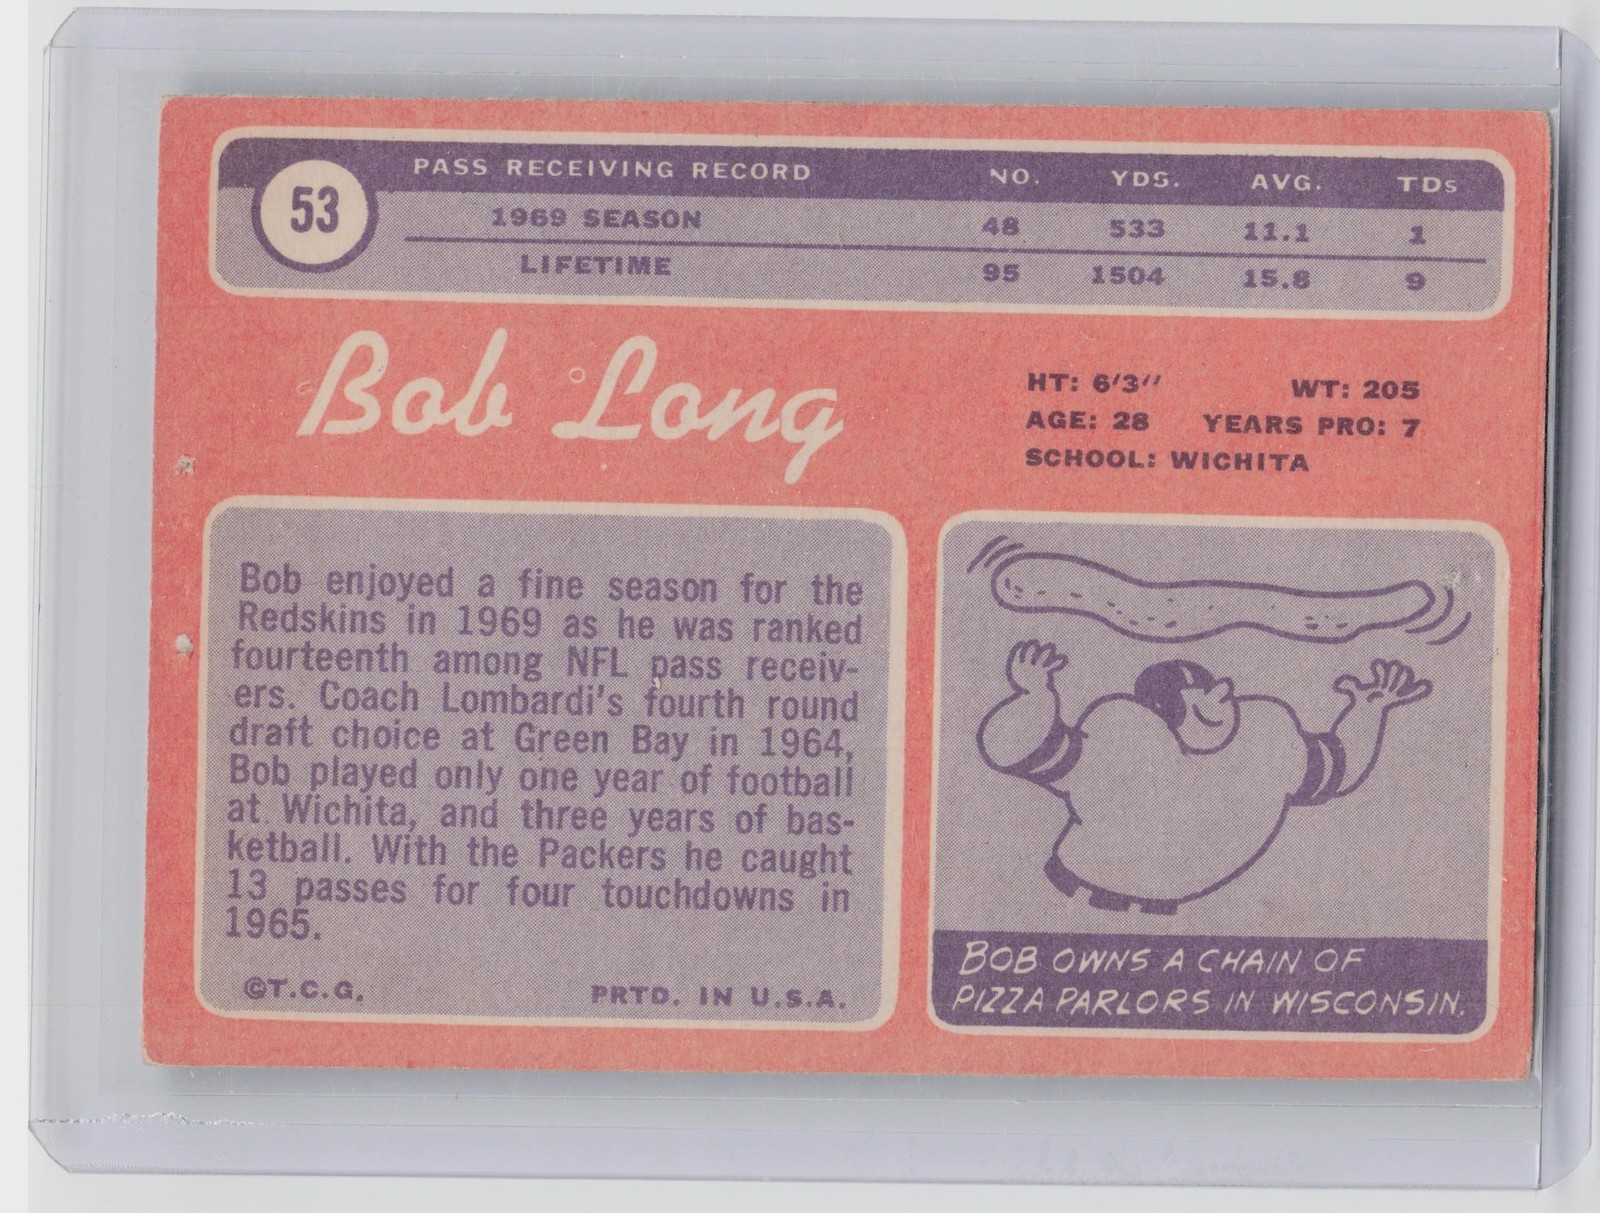 53
PASS RECEIVING RECORD NO. YDS. AVG. TDs
1969 SEASON 48 533 11.1 1
LIFETIME 95 1504 15.8 9
Bob Long
HT: 6'3" WT: 205
AGE: 28 YEARS PRO: 7
SCHOOL: WICHITA
Bob enjoyed a fine season for the
Redskins in 1969 as he was ranked
fourteenth among NFL pass receiv-
ers. Coach Lombardi's fourth round
draft choice at Green Bay in 1964,
Bob played only one year of football
at Wichita, and three years of bas-
ketball. With the Packers he caught
13 passes for four touchdowns in
1965.
©T.C.G. PRTD. IN U.S.A.
BOB OWNS A CHAIN OF
PIZZA PARLORS IN WISCONSIN.